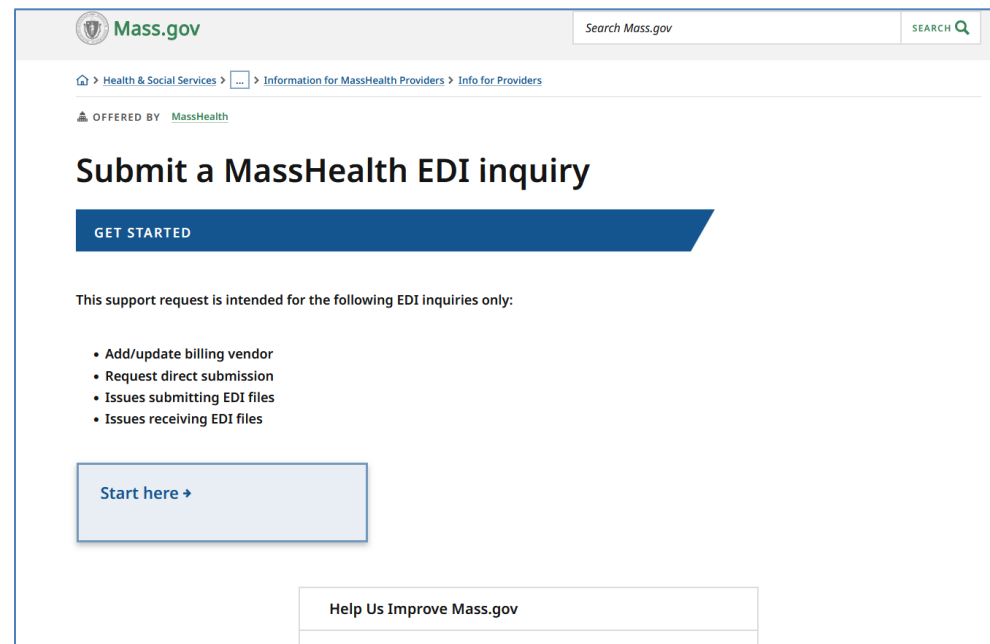 Mass.gov
Search Mass.gov
SEARCH
> Health & Social Services > ... > Information for MassHealth Providers > Info for Providers
OFFERED BY MassHealth
Submit a MassHealth EDI inquiry
GET STARTED
This support request is intended for the following EDI inquiries only:
• Add/update billing vendor
• Request direct submission
• Issues submitting EDI files
• Issues receiving EDI files
Start here →
Help Us Improve Mass.gov